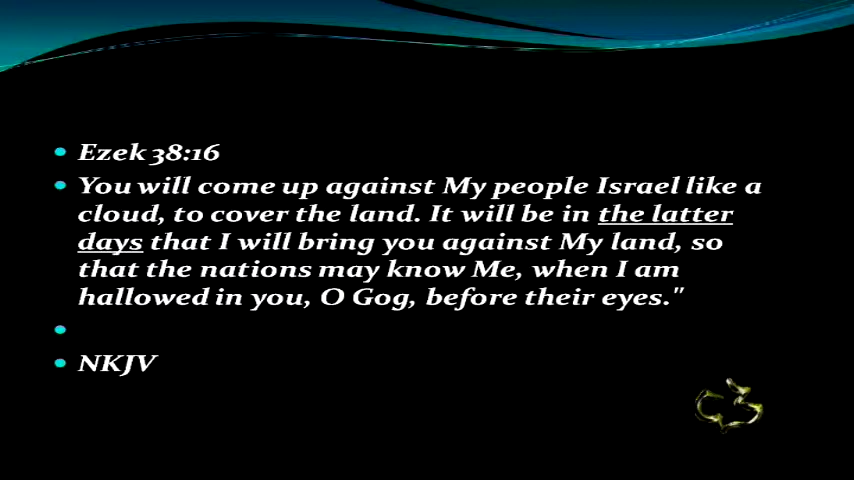 Ezek 38:16
You will come up against My people Israel like a
cloud, to cover the land. It will be in the latter
days that I will bring you against My land, so
that the nations may know Me, when I am
hallowed in you, O Gog, before their eyes."
NKJV